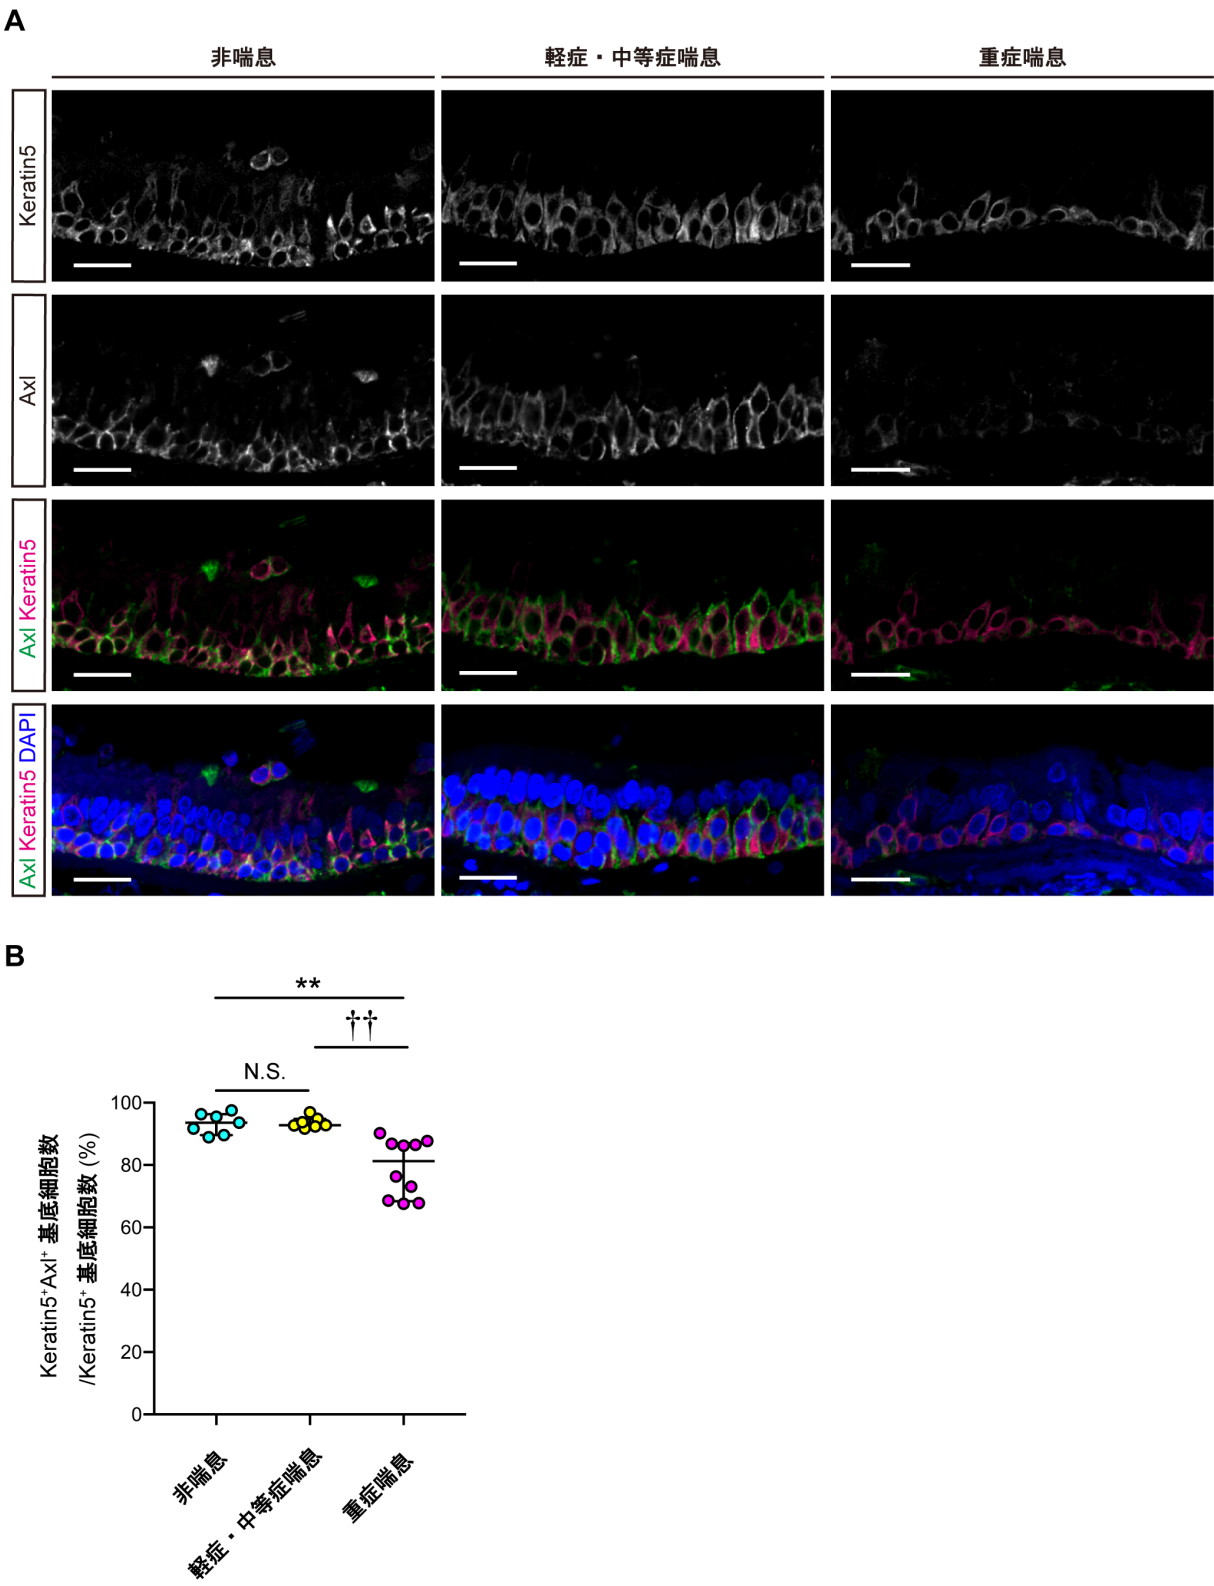 A
非喘息
軽症・中等症喘息
重症喘息
Keratin5
Axl
Axl Keratin5
Axl Keratin5 DAPI
B
**
††
N.S.
100
80
60
40
20
0
Keratin5⁺Axl⁺ 基底細胞数
/Keratin5⁺ 基底細胞数 (%)
非喘息
軽症・中等症喘息
重症喘息